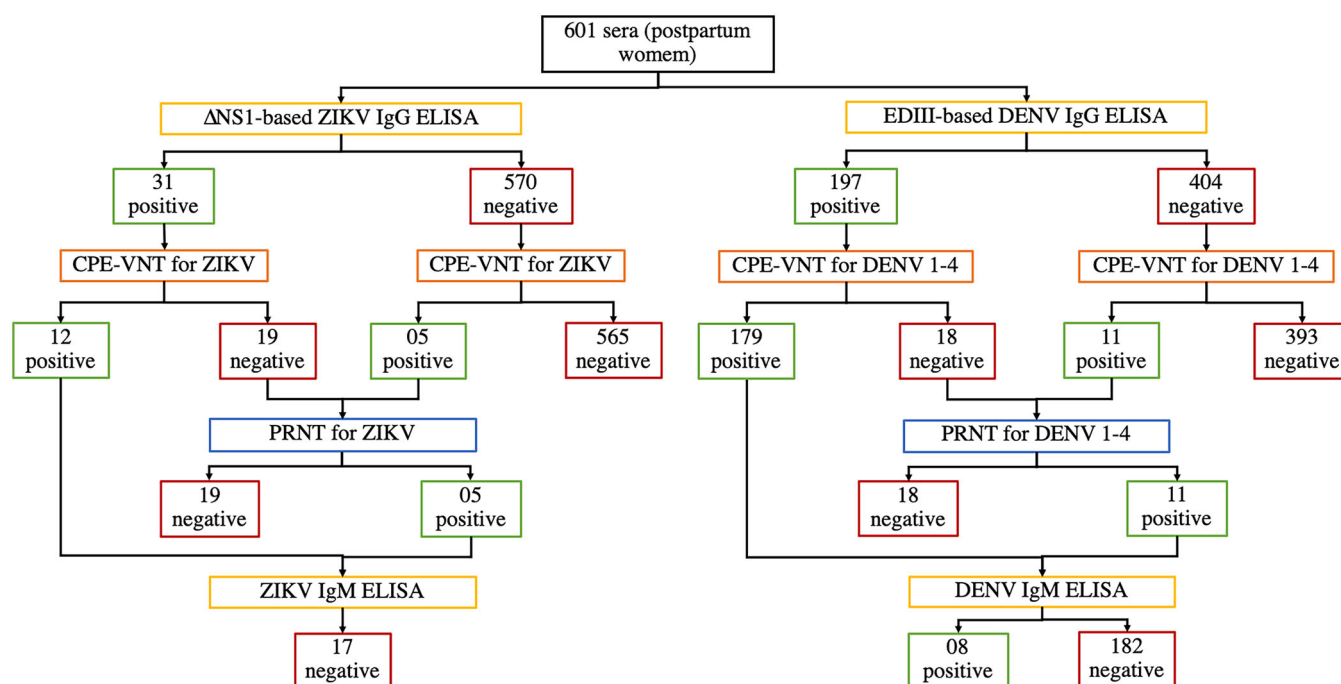 601 sera (postpartum
womem)
ΔNS1-based ZIKV IgG ELISA
EDIII-based DENV IgG ELISA
31
positive
570
negative
197
positive
404
negative
CPE-VNT for ZIKV
CPE-VNT for ZIKV
CPE-VNT for DENV 1-4
CPE-VNT for DENV 1-4
12
positive
19
negative
05
positive
565
negative
179
positive
18
negative
11
positive
393
negative
PRNT for ZIKV
PRNT for DENV 1-4
19
negative
05
positive
18
negative
11
positive
ZIKV IgM ELISA
DENV IgM ELISA
17
negative
08
positive
182
negative